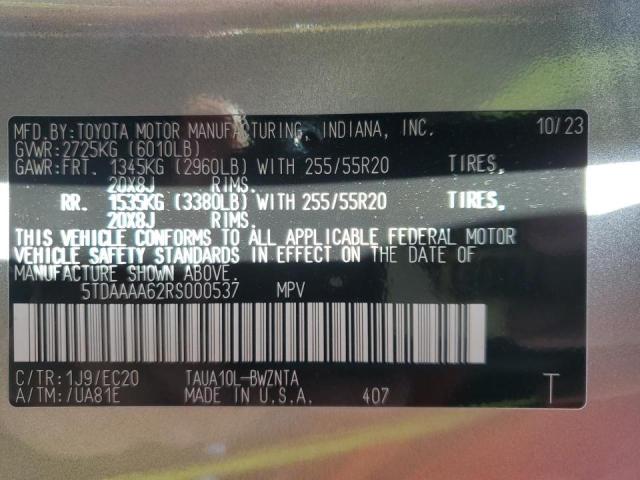 MFD.BY:TOYOTA MOTOR MANUFACTURING, INDIANA, INC. 10/23
GVWR:2725KG (6010LB)
GAWR:FRT. 1345KG (2960LB) WITH 255/55R20 TIRES,
20X8J RIMS.
RR. 1535KG (3380LB) WITH 255/55R20 TIRES,
20X8J RIMS.
THIS VEHICLE CONFORMS TO ALL APPLICABLE FEDERAL MOTOR
VEHICLE SAFETY STANDARDS IN EFFECT ON THE DATE OF
MANUFACTURE SHOWN ABOVE.
5TDAAAA62RS000537 MPV
C/TR:1J9/EC20 TAUA10L-BWZNTA
A/TM:/UA81E MADE IN U.S.A. 407 T